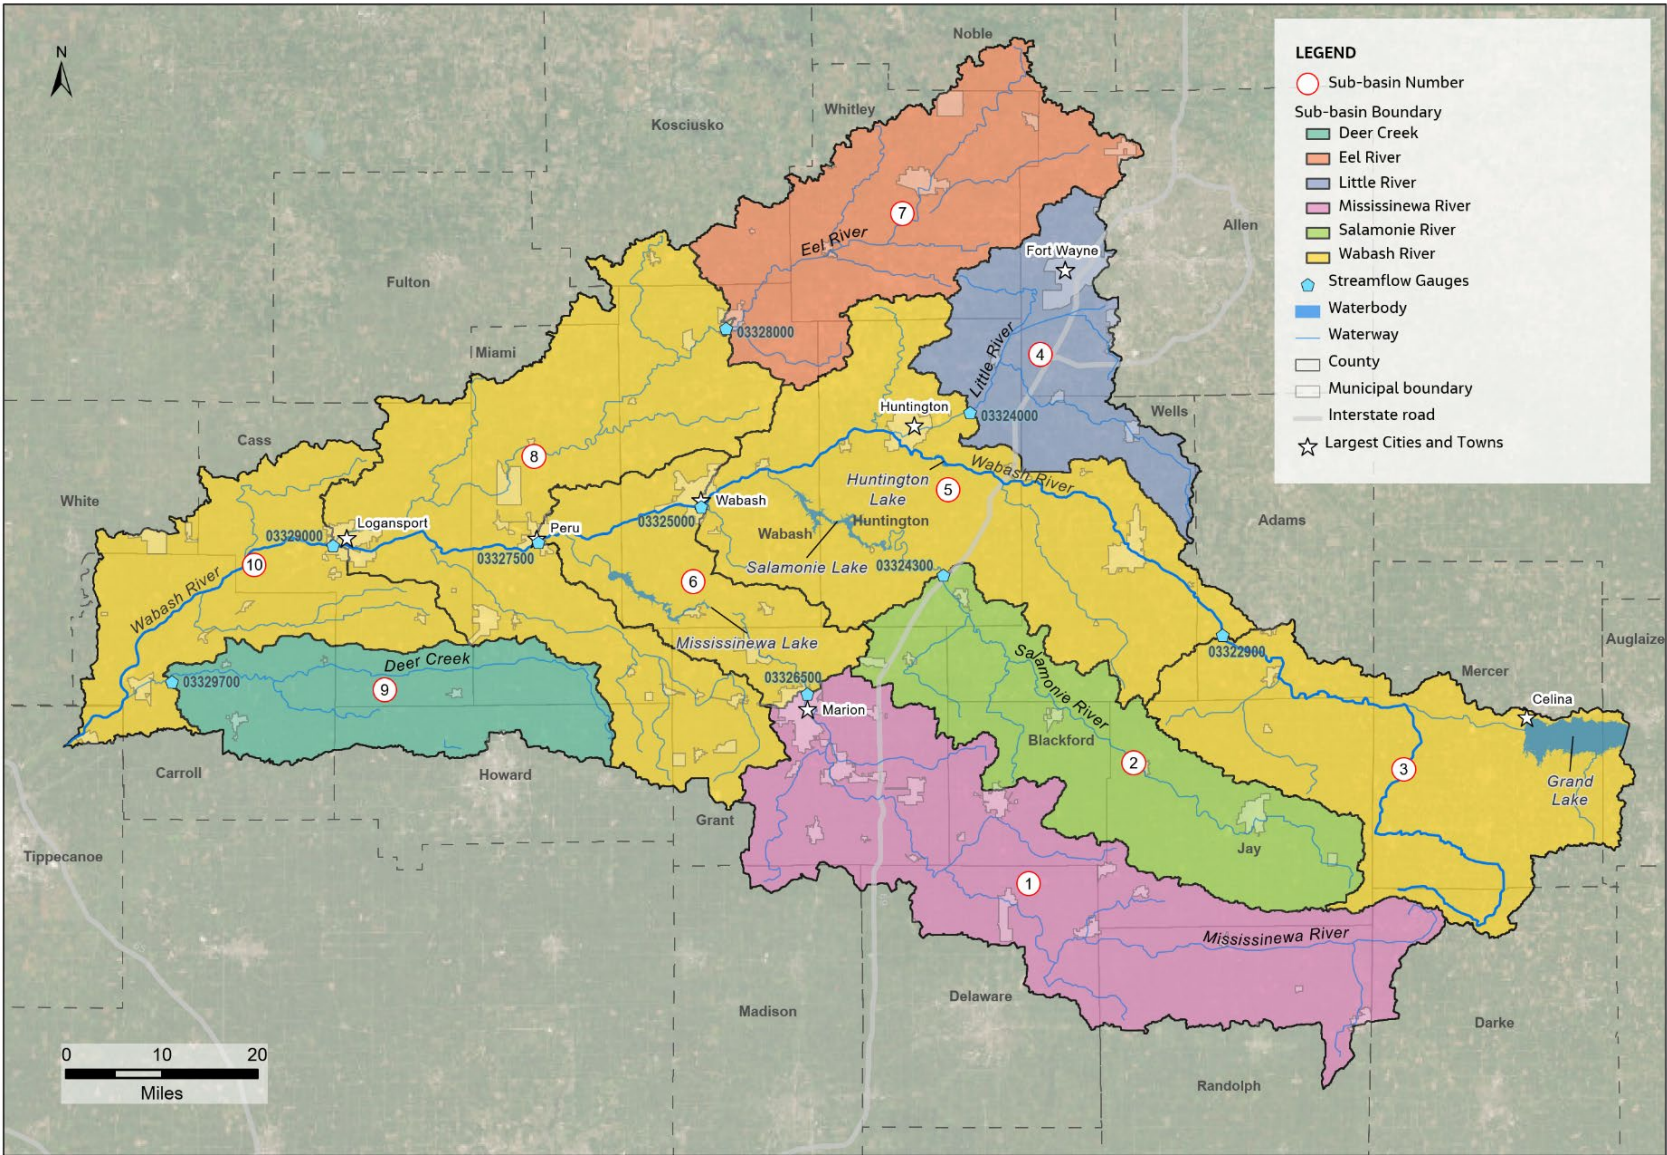 N
Noble
Whitley
Kosciusko
Allen
Fulton
Miami
Cass
White
Wells
Adams
Mercer
Auglaize
Wabash
Huntington
Blackford
Jay
Carroll
Howard
Grant
Tippecanoe
Madison
Delaware
Randolph
Darke
Fort Wayne
Huntington
Wabash
Peru
Logansport
Marion
Celina
Eel River
Little River
Wabash River
Huntington
Lake
Salamonie Lake
Mississinewa Lake
Salamonie River
Mississinewa River
Deer Creek
Wabash River
Grand
Lake
03328000
03324000
03325000
03327500
03329000
03324300
03322900
03326500
03329700
1
2
3
4
5
6
7
8
9
10
LEGEND
Sub-basin Number
Sub-basin Boundary
Deer Creek
Eel River
Little River
Mississinewa River
Salamonie River
Wabash River
Streamflow Gauges
Waterbody
Waterway
County
Municipal boundary
Interstate road
Largest Cities and Towns
0 10 20
Miles